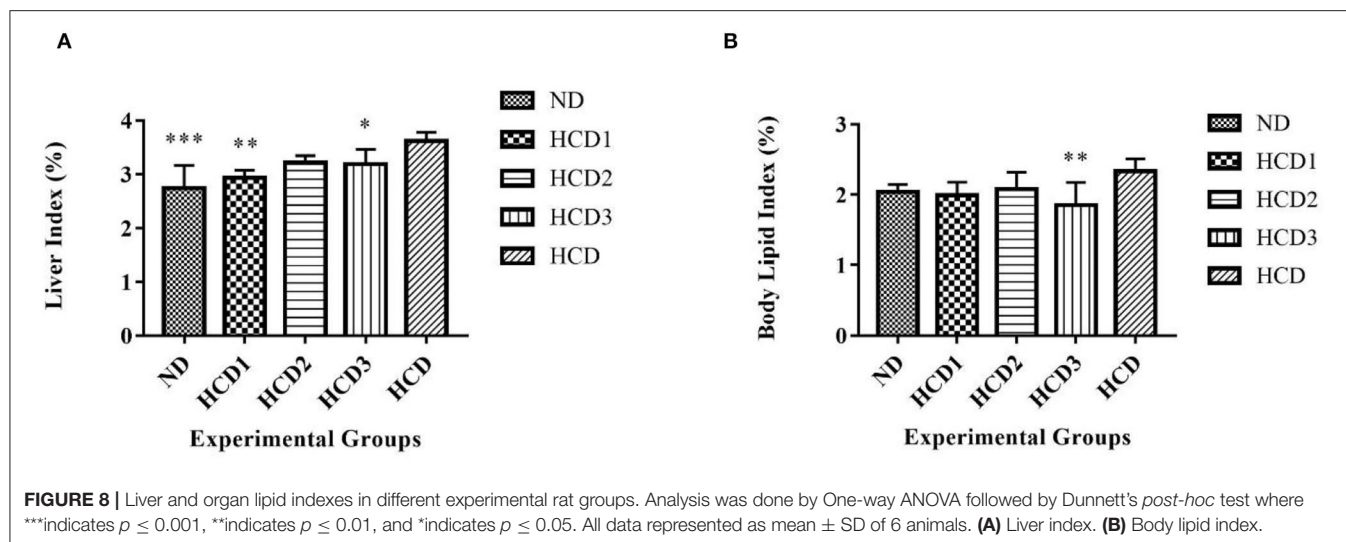 A
B
Liver Index (%)
4
3
2
1
0
***
**
*
ND
HCD1
HCD2
HCD3
HCD
Experimental Groups
ND
HCD1
HCD2
HCD3
HCD
Body Lipid Index (%)
3
2
1
0
**
ND
HCD1
HCD2
HCD3
HCD
Experimental Groups
ND
HCD1
HCD2
HCD3
HCD
FIGURE 8 | Liver and organ lipid indexes in different experimental rat groups. Analysis was done by One-way ANOVA followed by Dunnett's post-hoc test where
***indicates p ≤ 0.001, **indicates p ≤ 0.01, and *indicates p ≤ 0.05. All data represented as mean ± SD of 6 animals. (A) Liver index. (B) Body lipid index.